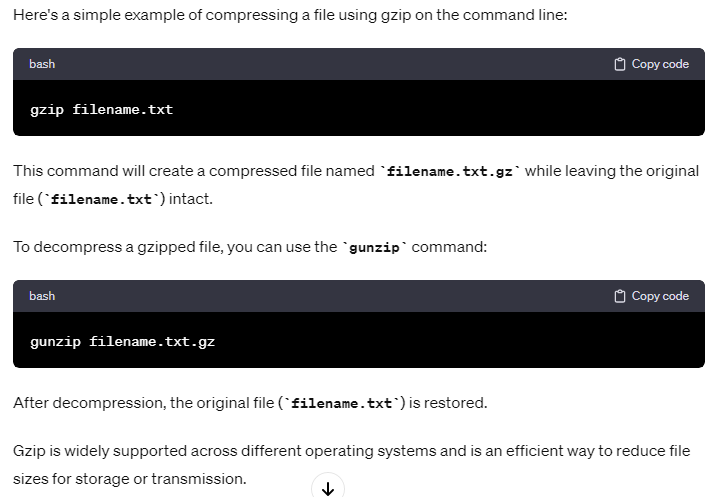 Here's a simple example of compressing a file using gzip on the command line:
bash Copy code
gzip filename.txt
This command will create a compressed file named `filename.txt.gz` while leaving the original
file (`filename.txt`) intact.
To decompress a gzipped file, you can use the `gunzip` command:
bash Copy code
gunzip filename.txt.gz
After decompression, the original file (`filename.txt`) is restored.
Gzip is widely supported across different operating systems and is an efficient way to reduce file
sizes for storage or transmission.